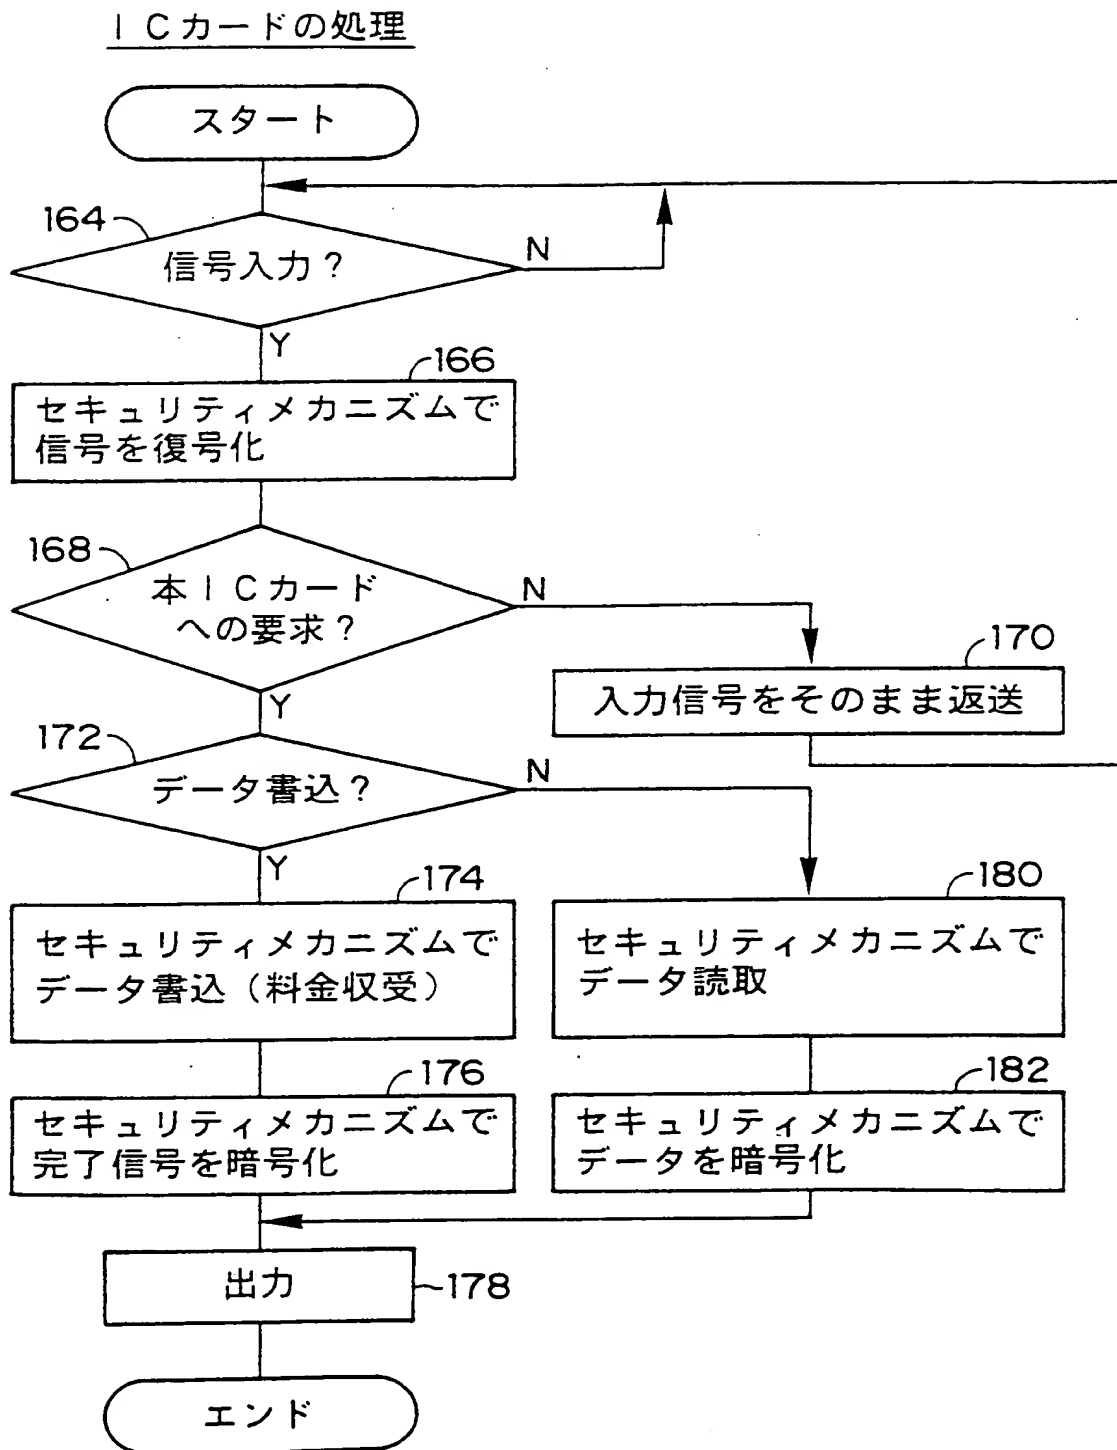 ICカードの処理
スタート
164
信号入力？
N
Y
166
セキュリティメカニズムで
信号を復号化
168
本ICカード
への要求？
N
Y
170
入力信号をそのまま返送
172
データ書込？
N
Y
174
セキュリティメカニズムで
データ書込（料金収受）
180
セキュリティメカニズムで
データ読取
176
セキュリティメカニズムで
完了信号を暗号化
182
セキュリティメカニズムで
データを暗号化
出力
178
エンド